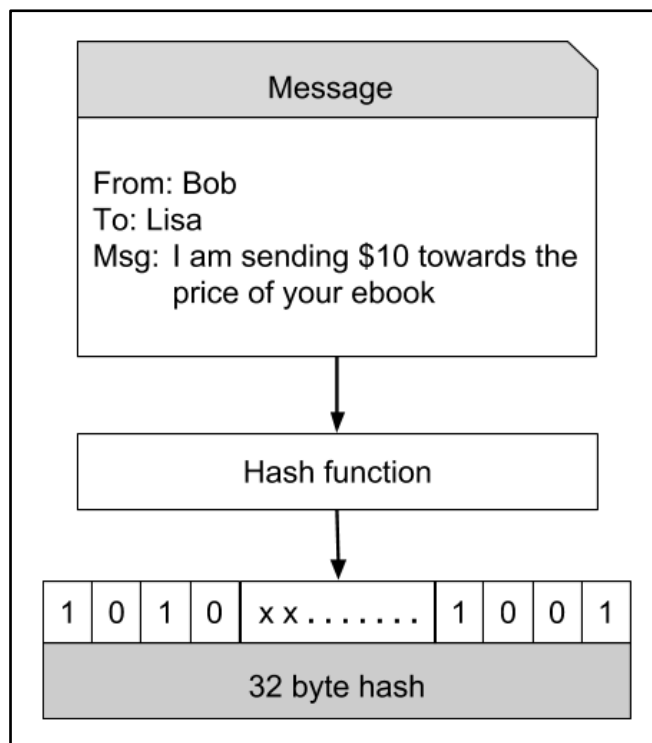 Message
From: Bob
To: Lisa
Msg: I am sending $10 towards the
price of your ebook
Hash function
1 0 1 0 x x . . . . . . . 1 0 0 1
32 byte hash